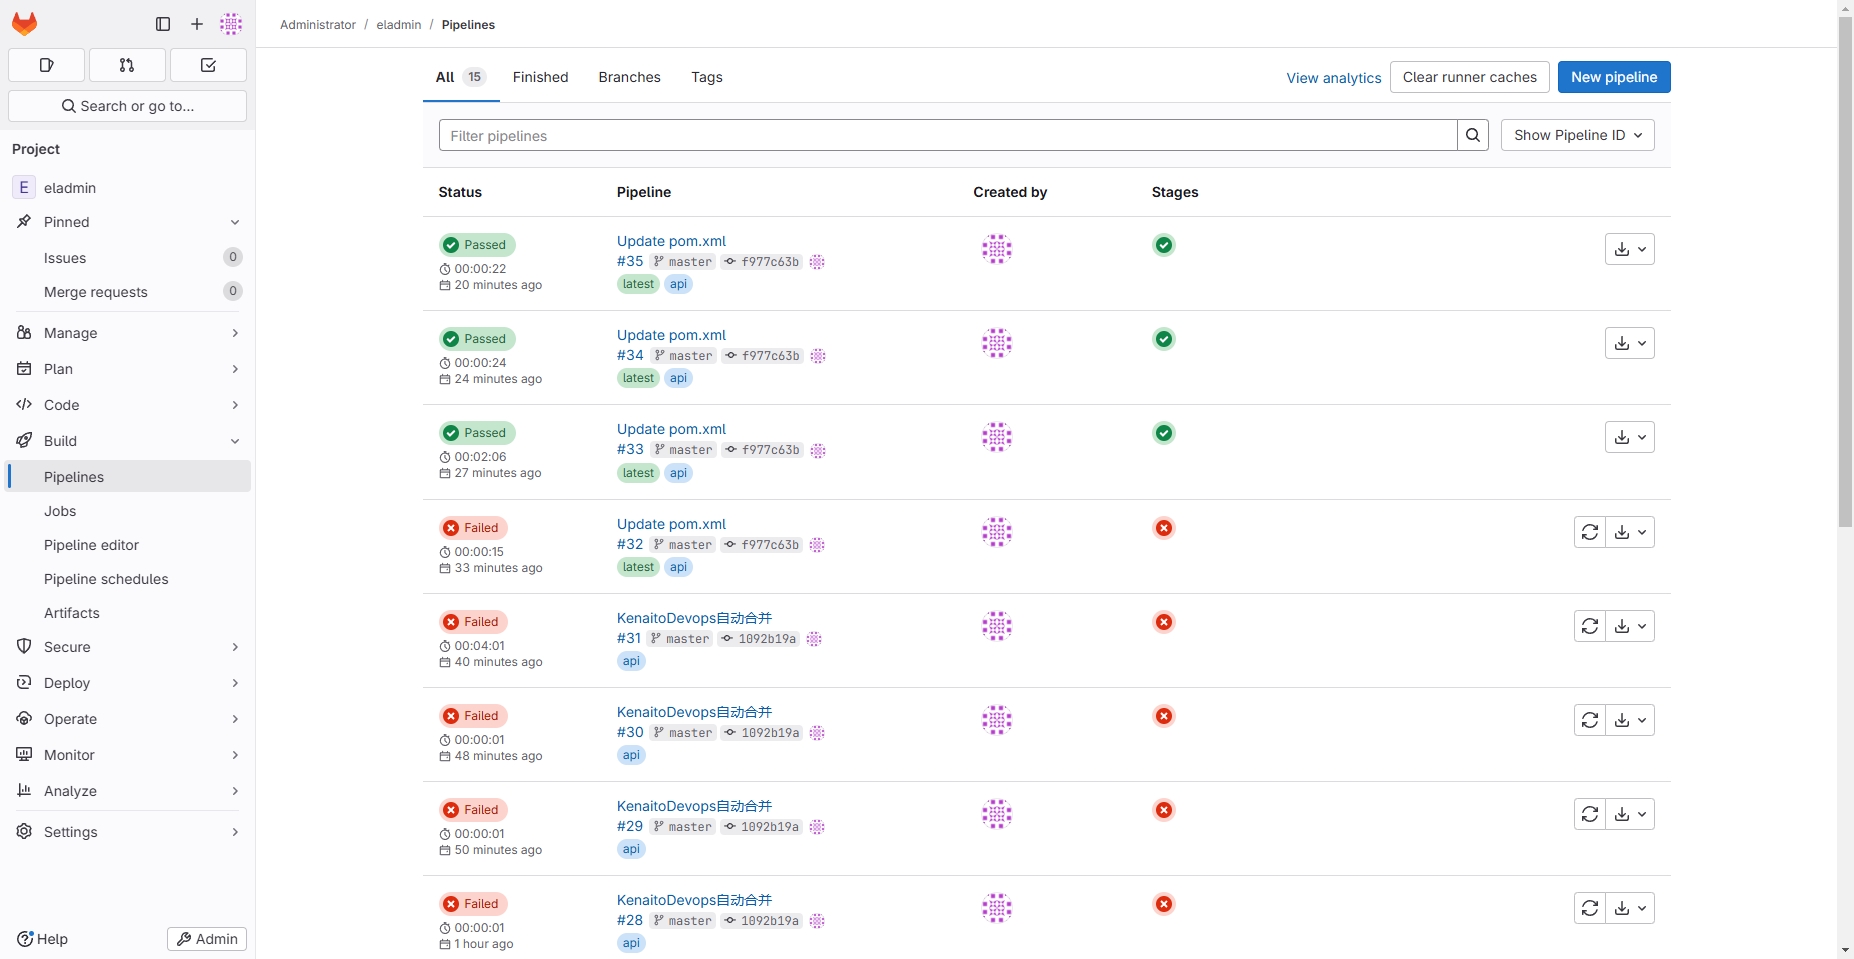 Administrator / eladmin / Pipelines
Search or go to...
Project
E eladmin
Pinned
Issues 0
Merge requests 0
Manage
Plan
Code
Build
Pipelines
Jobs
Pipeline editor
Pipeline schedules
Artifacts
Secure
Deploy
Operate
Monitor
Analyze
Settings
Help
Admin
All 15 Finished Branches Tags
View analytics Clear runner caches New pipeline
Filter pipelines
Show Pipeline ID
Status Pipeline Created by Stages
Passed
00:00:22
20 minutes ago
Update pom.xml
#35 master f977c63b
latest api
Passed
00:00:24
24 minutes ago
Update pom.xml
#34 master f977c63b
latest api
Passed
00:02:06
27 minutes ago
Update pom.xml
#33 master f977c63b
latest api
Failed
00:00:15
33 minutes ago
Update pom.xml
#32 master f977c63b
latest api
Failed
00:04:01
40 minutes ago
KenaitoDevops自动合并
#31 master 1092b19a
api
Failed
00:00:01
48 minutes ago
KenaitoDevops自动合并
#30 master 1092b19a
api
Failed
00:00:01
50 minutes ago
KenaitoDevops自动合并
#29 master 1092b19a
api
Failed
00:00:01
1 hour ago
KenaitoDevops自动合并
#28 master 1092b19a
api